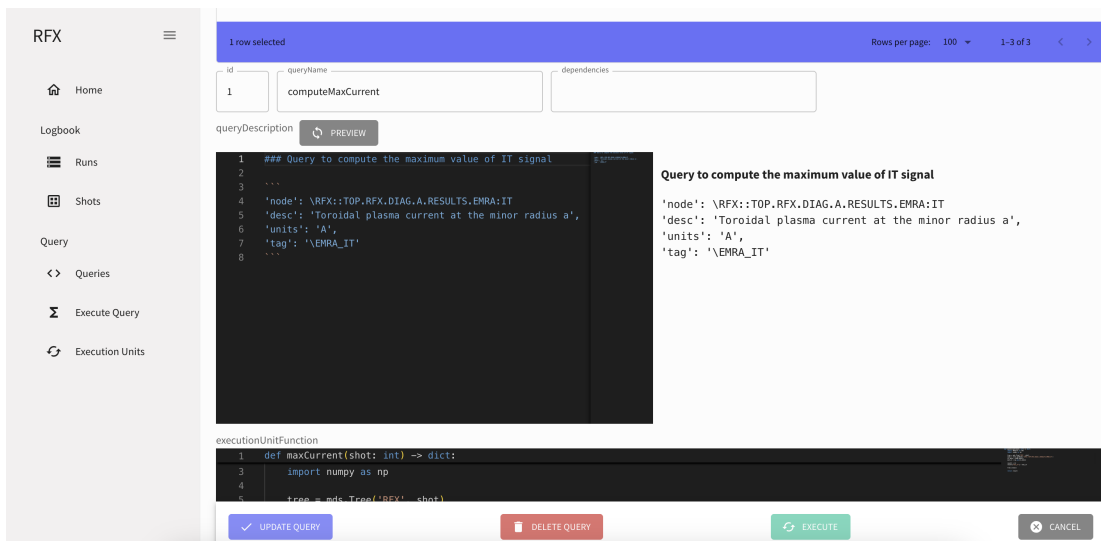 RFX
Home
Logbook
Runs
Shots
Query
Queries
Execute Query
Execution Units
1 row selected
Rows per page: 100
1–3 of 3
id
1
queryName
computeMaxCurrent
dependencies
queryDescription
PREVIEW
1 ### Query to compute the maximum value of IT signal
2
3 ```
4 'node': \RFX::TOP.RFX.DIAG.A.RESULTS.EMRA:IT
5 'desc': 'Toroidal plasma current at the minor radius a',
6 'units': 'A',
7 'tag': '\EMRA_IT'
8 ```
Query to compute the maximum value of IT signal
'node': \RFX::TOP.RFX.DIAG.A.RESULTS.EMRA:IT
'desc': 'Toroidal plasma current at the minor radius a',
'units': 'A',
'tag': '\EMRA_IT'
executionUnitFunction
1 def maxCurrent(shot: int) -> dict:
3 import numpy as np
4
5 tree = mds.Tree('RFX', shot)
UPDATE QUERY
DELETE QUERY
EXECUTE
CANCEL